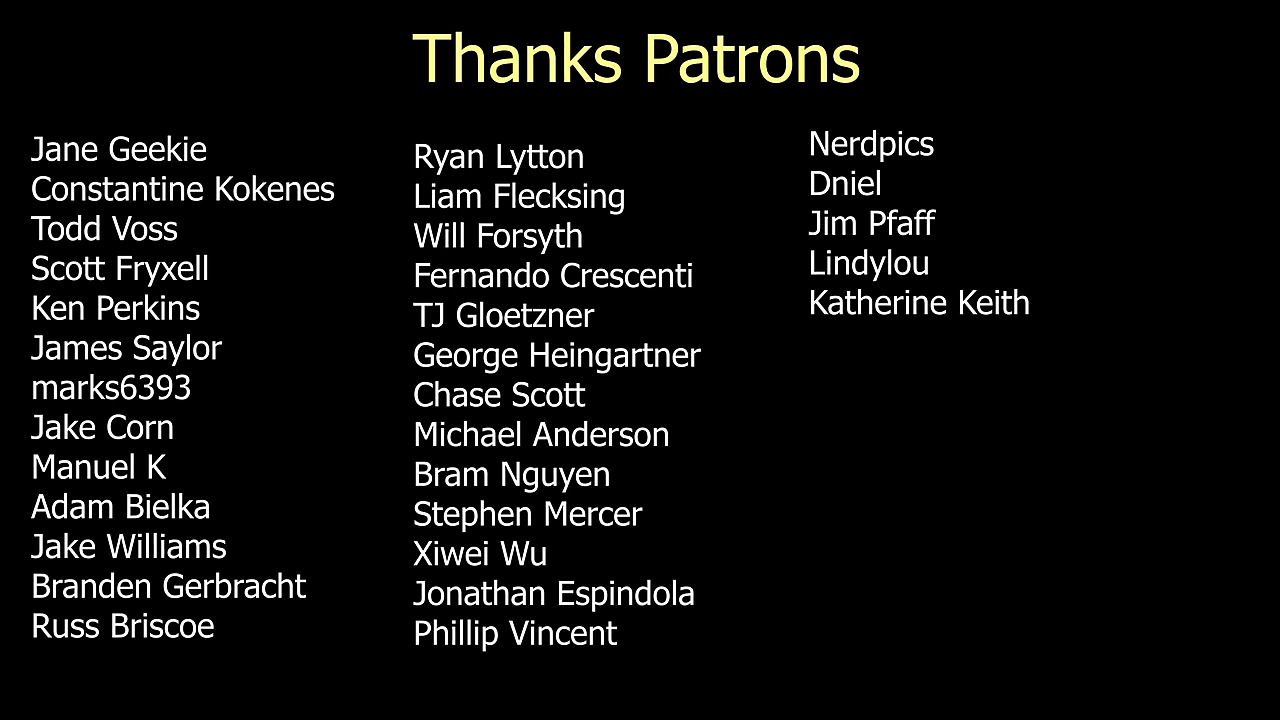 Thanks Patrons
Jane Geekie
Constantine Kokenes
Todd Voss
Scott Fryxell
Ken Perkins
James Saylor
marks6393
Jake Corn
Manuel K
Adam Bielka
Jake Williams
Branden Gerbracht
Russ Briscoe
Ryan Lytton
Liam Flecksing
Will Forsyth
Fernando Crescenti
TJ Gloetzner
George Heingartner
Chase Scott
Michael Anderson
Bram Nguyen
Stephen Mercer
Xiwei Wu
Jonathan Espindola
Phillip Vincent
Nerdpics
Dniel
Jim Pfaff
Lindylou
Katherine Keith